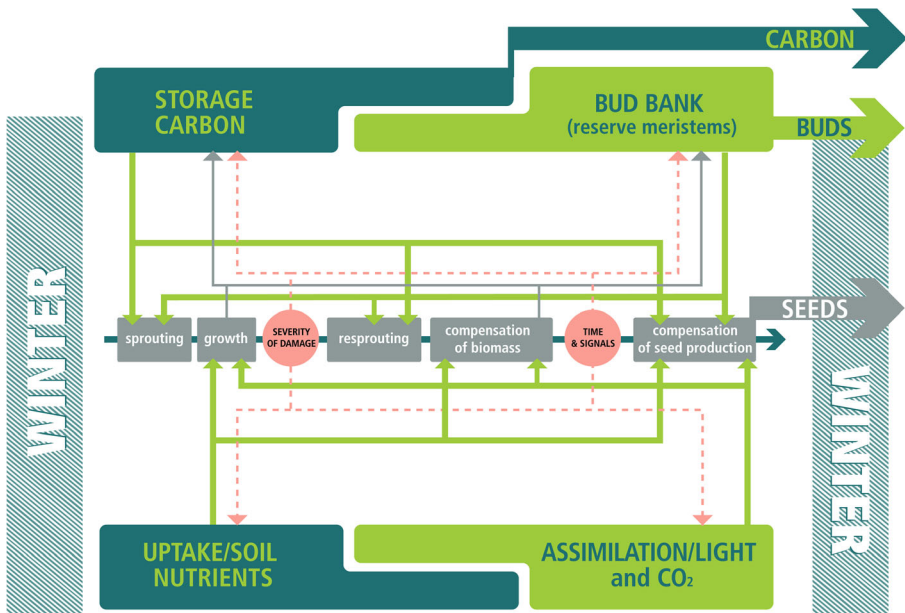 CARBON
STORAGE
CARBON
BUD BANK
(reserve meristems)
BUDS
WINTER
SEEDS
sprouting
growth
SEVERITY
OF DAMAGE
resprouting
compensation
of biomass
TIME
& SIGNALS
compensation
of seed production
WINTER
UPTAKE/SOIL
NUTRIENTS
ASSIMILATION/LIGHT
and CO₂